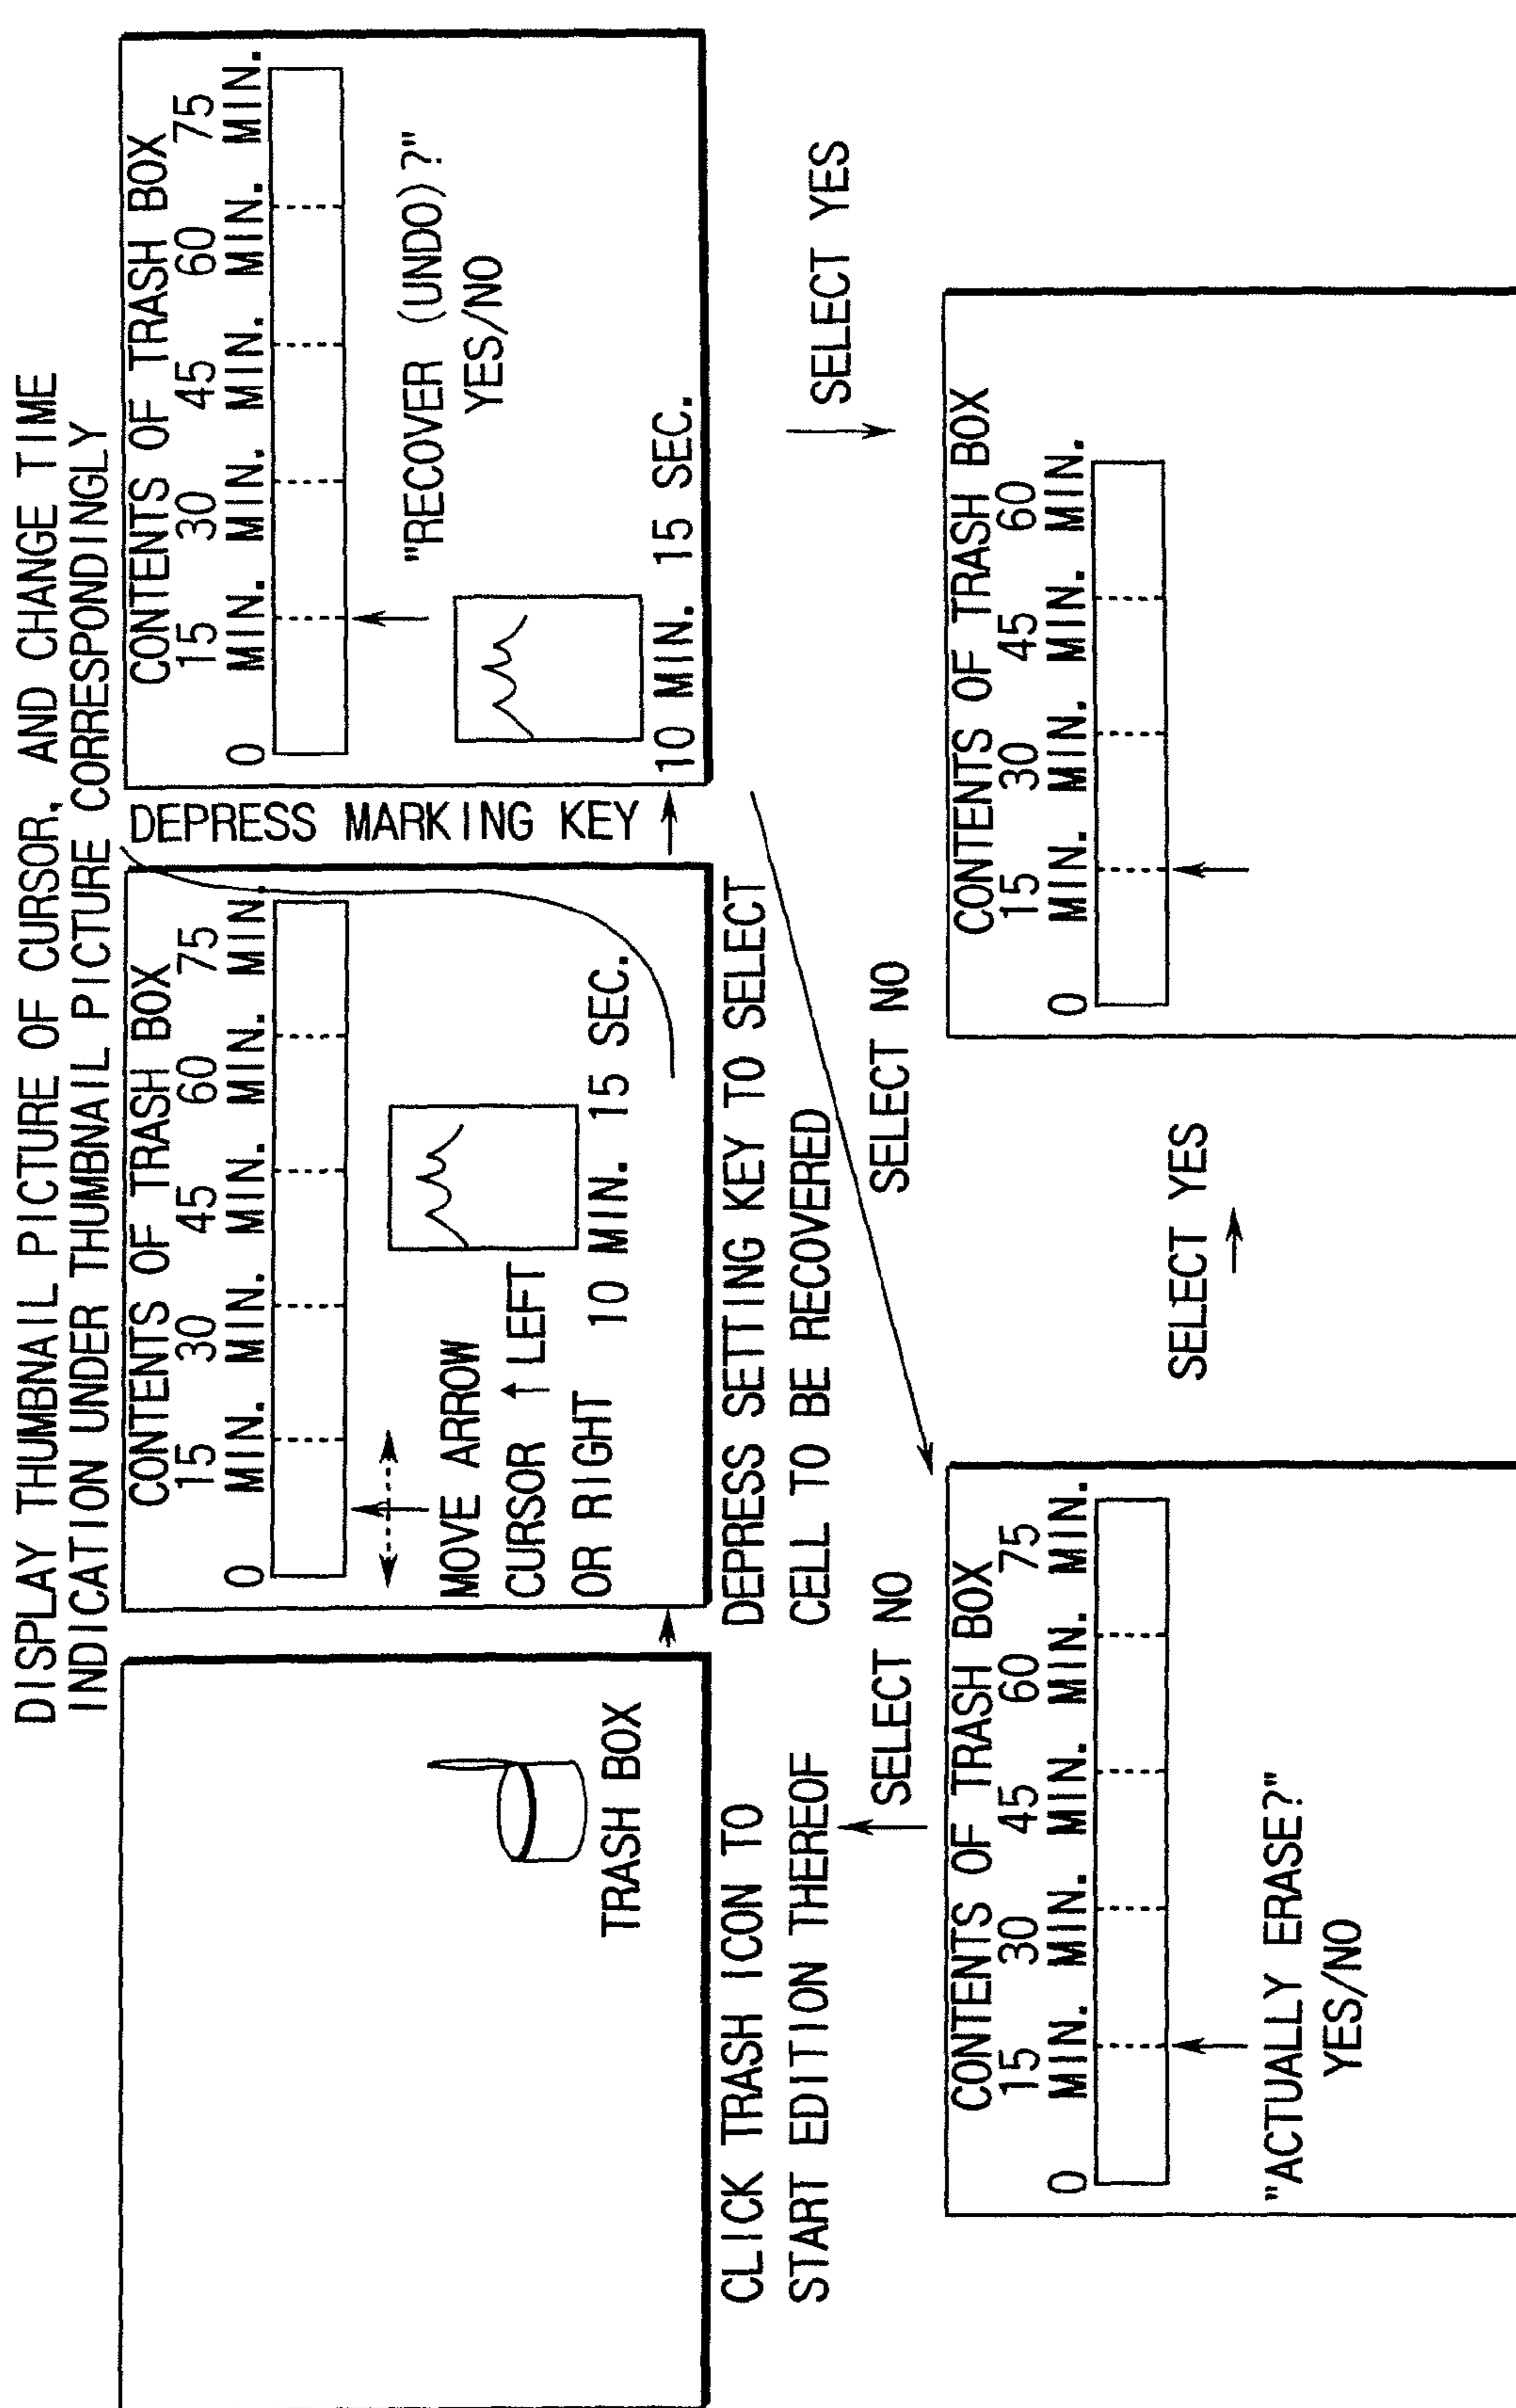 DISPLAY THUMBNAIL PICTURE OF CURSOR, AND CHANGE TIME
INDICATION UNDER THUMBNAIL PICTURE CORRESPONDINGLY
TRASH BOX
CLICK TRASH ICON TO
START EDITION THEREOF
CONTENTS OF TRASH BOX
15 30 45 60 75
0 MIN. MIN. MIN. MIN. MIN
MOVE ARROW
CURSOR ↑ LEFT
OR RIGHT
10 MIN. 15 SEC.
DEPRESS SETTING KEY TO SELECT
CELL TO BE RECOVERED
DEPRESS MARKING KEY
CONTENTS OF TRASH BOX
15 30 45 60 75
0 MIN. MIN. MIN. MIN. MIN.
"RECOVER (UNDO) ?"
YES/NO
10 MIN. 15 SEC.
SELECT NO
SELECT NO
SELECT YES
CONTENTS OF TRASH BOX
15 30 45 60 75
0 MIN. MIN. MIN. MIN. MIN.
"ACTUALLY ERASE?"
YES/NO
SELECT YES
CONTENTS OF TRASH BOX
15 30 45 60
0 MIN. MIN. MIN. MIN.